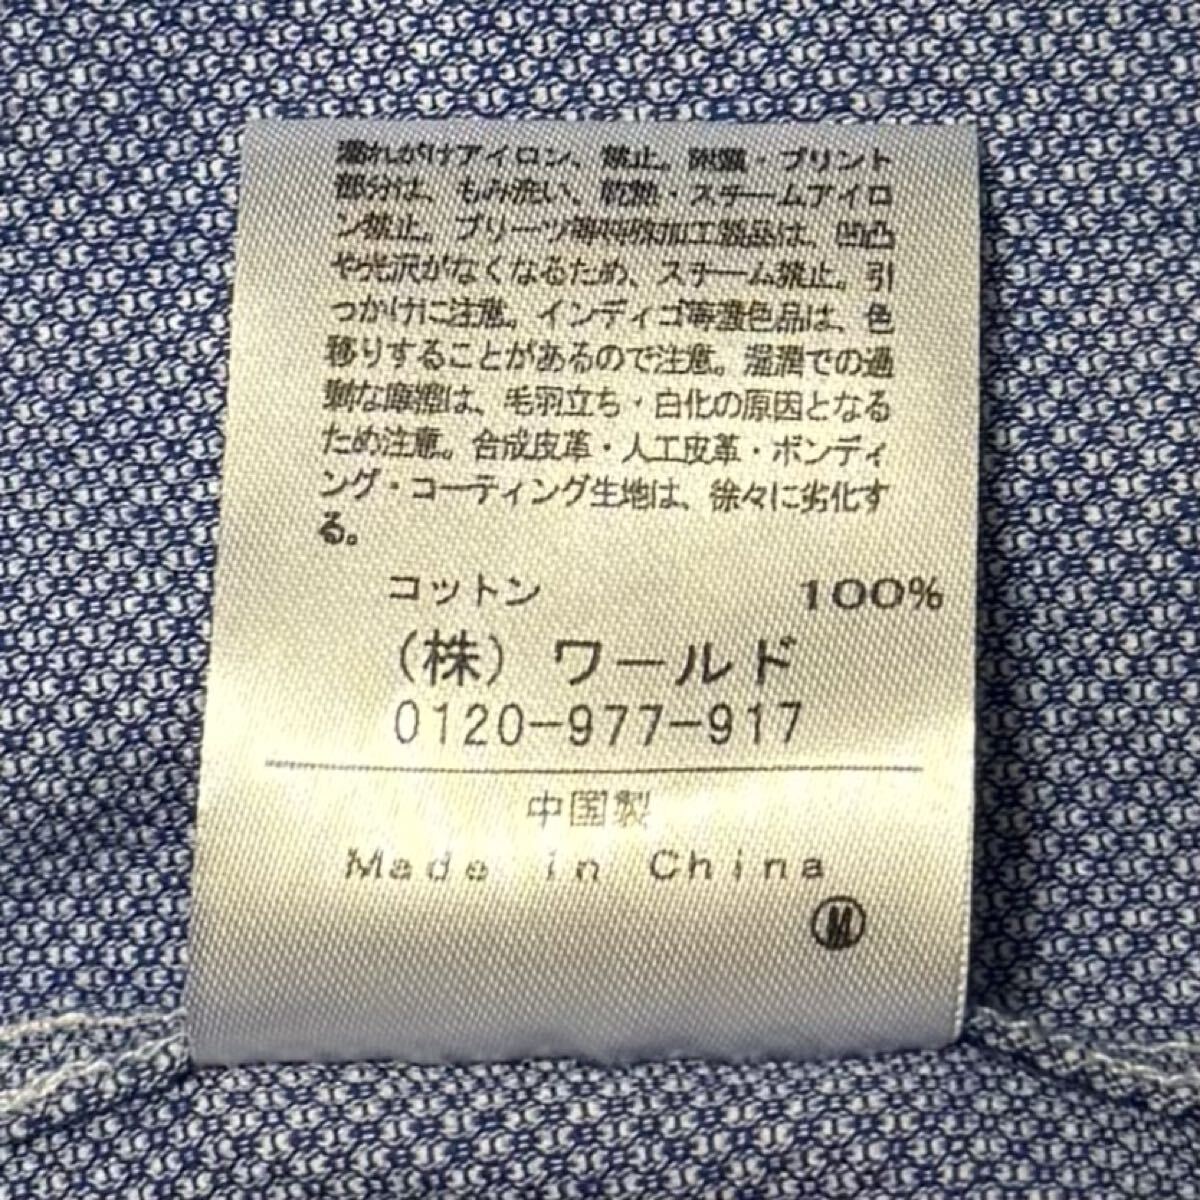 濡れがけアイロン、禁止。附属・プリント
部分は、もみ洗い、乾熱・スチームアイロ
ン禁止。プリーツ等特殊加工製品は、凹凸
や光沢がなくなるため、スチーム禁止。引
っかけに注意。インディゴ等濃色品は、色
移りすることがあるので注意。湿潤での過
剰な摩擦は、毛羽立ち・白化の原因となる
ため注意。合成皮革・人工皮革・ボンディ
ング・コーティング生地は、徐々に劣化す
る。
コットン 100%
(株) ワールド
0120-977-917
中国製
Made in China
Ⓜ